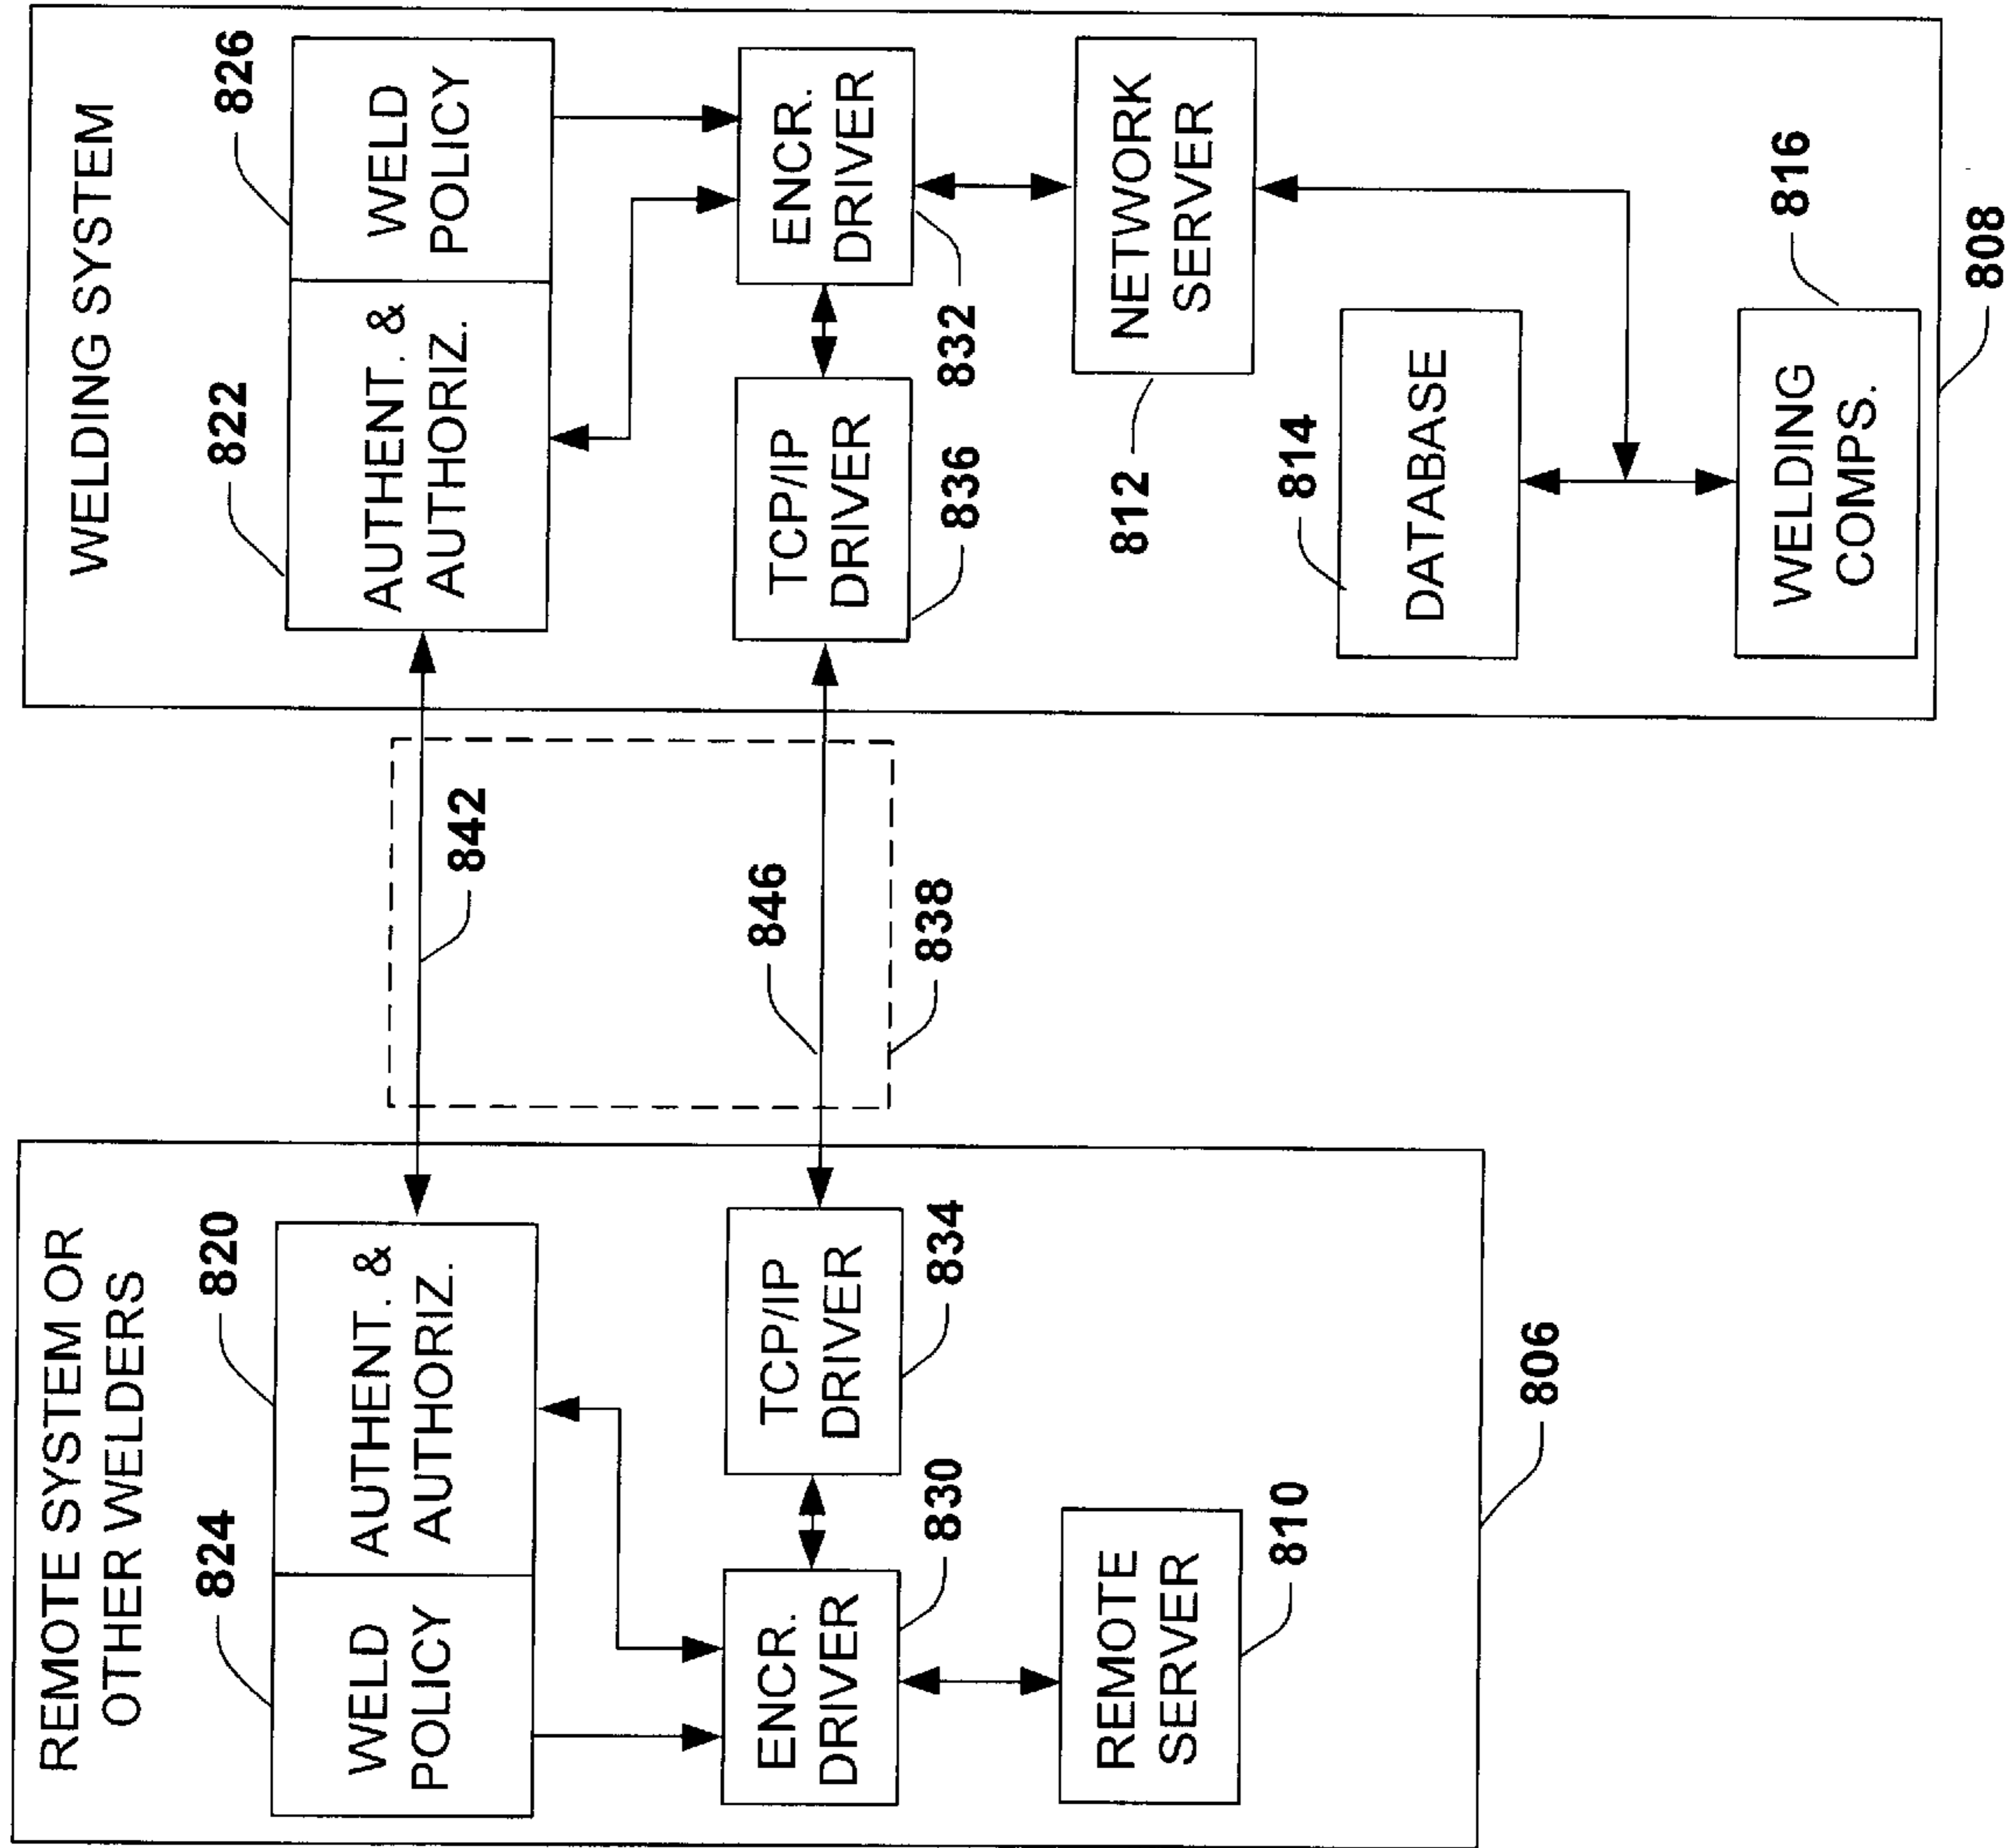 REMOTE SYSTEM OR
OTHER WELDERS
824
820
WELD
POLICY
AUTHENT. &
AUTHORIZ.
ENCR.
DRIVER
830
TCP/IP
DRIVER
834
REMOTE
SERVER
810
806
842
846
838
WELDING SYSTEM
822
826
AUTHENT. &
AUTHORIZ.
WELD
POLICY
TCP/IP
DRIVER
836
ENCR.
DRIVER
832
812
NETWORK
SERVER
814
DATABASE
WELDING
COMPS.
816
808